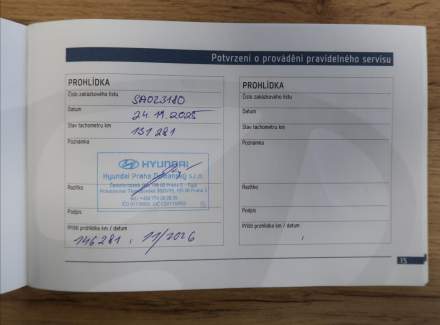 Potvrzení o provádění pravidelného servisu
PROHLÍDKA
Číslo zakázkového listu
SA023180
Datum
24.11.2025
Stav tachometru km
131 281
Poznámka
HYUNDAI
Hyundai Praha s.r.o.
Razítko
Podpis
Příští prohlídka km / datum
146281 , 11/2026
PROHLÍDKA
Číslo zakázkového listu
Datum
Stav tachometru km
Poznámka
Razítko
Podpis
Příští prohlídka km / datum
/